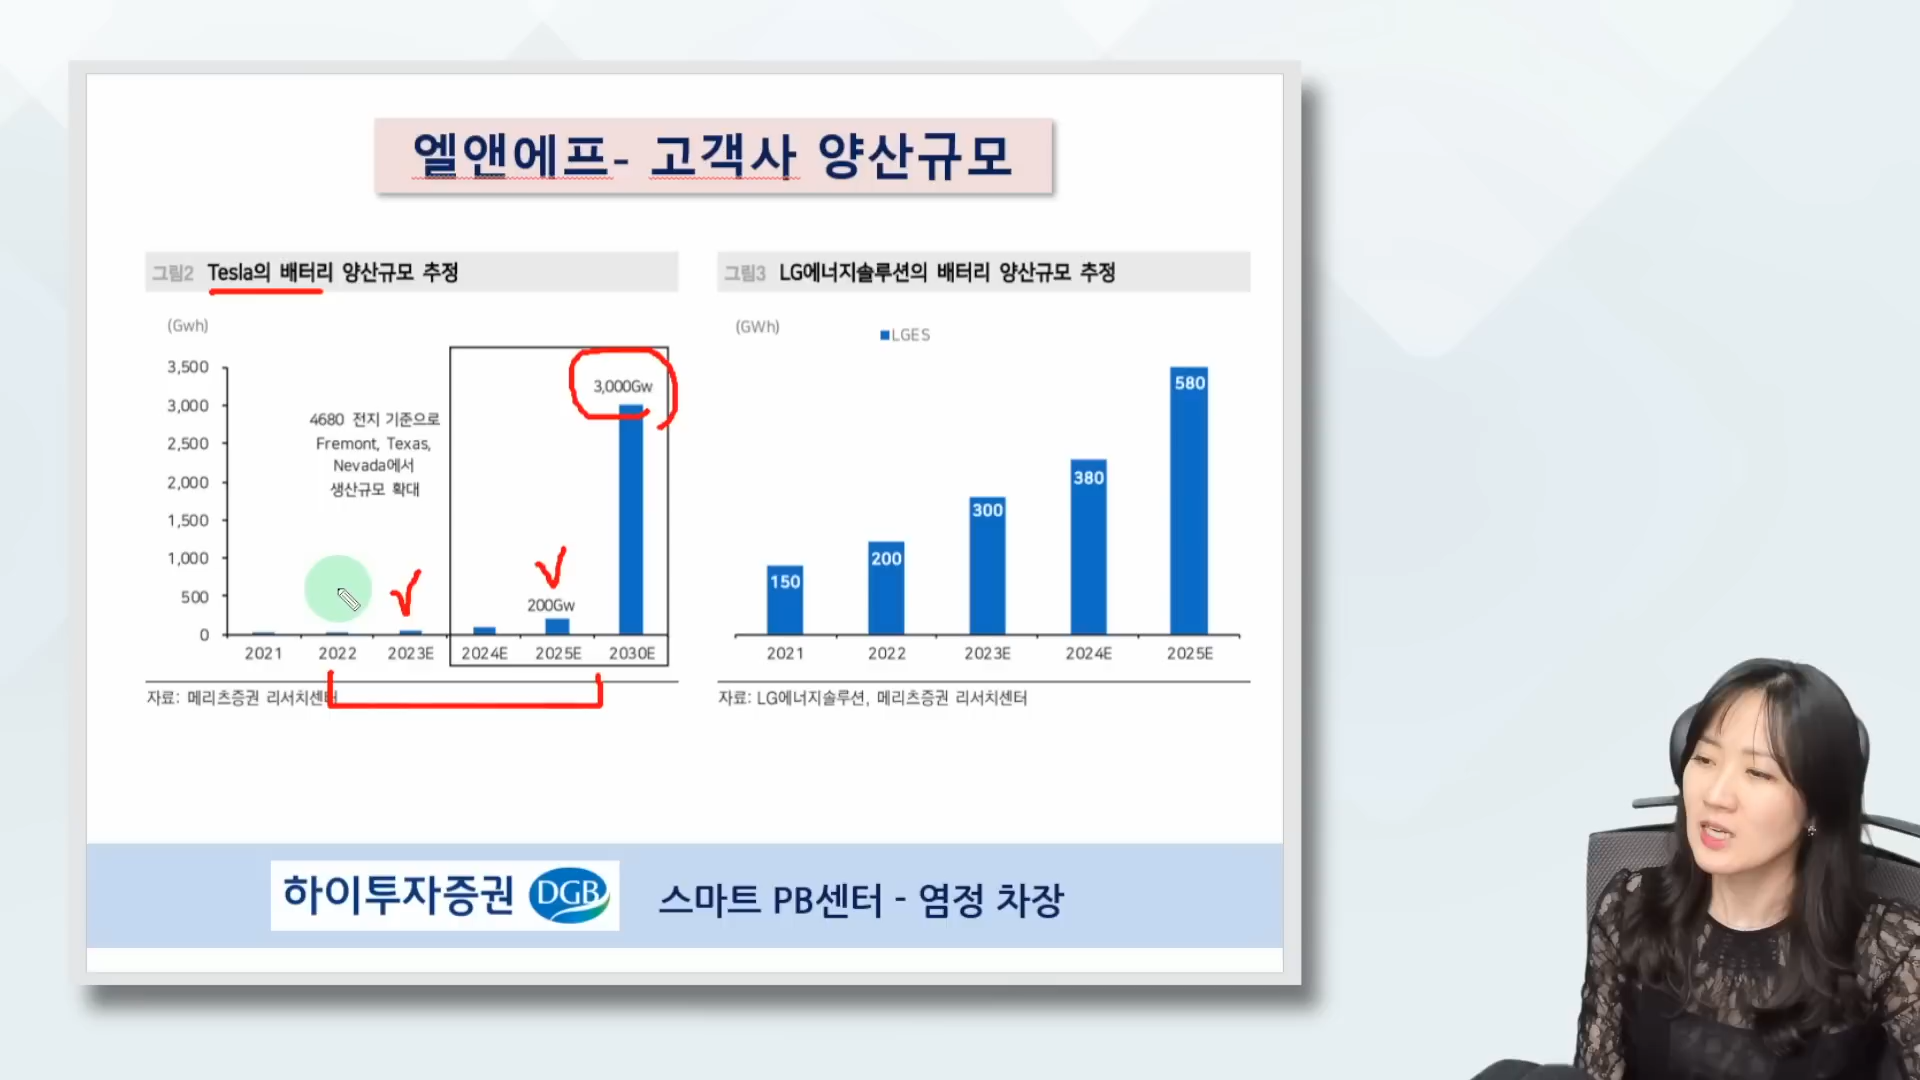 엘앤에프- 고객사 양산규모
그림2 Tesla의 배터리 양산규모 추정
(Gwh)
3,500
3,000
2,500
2,000
1,500
1,000
500
0
4680 전지 기준으로
Fremont, Texas,
Nevada에서
생산규모 확대
200Gw
3,000Gw
2021 2022 2023E 2024E 2025E 2030E
자료: 메리츠증권 리서치센터
그림3 LG에너지솔루션의 배터리 양산규모 추정
(GWh)
LGES
150 200 300 380 580
2021 2022 2023E 2024E 2025E
자료: LG에너지솔루션, 메리츠증권 리서치센터
하이투자증권 DGB 스마트 PB센터 - 염정 차장